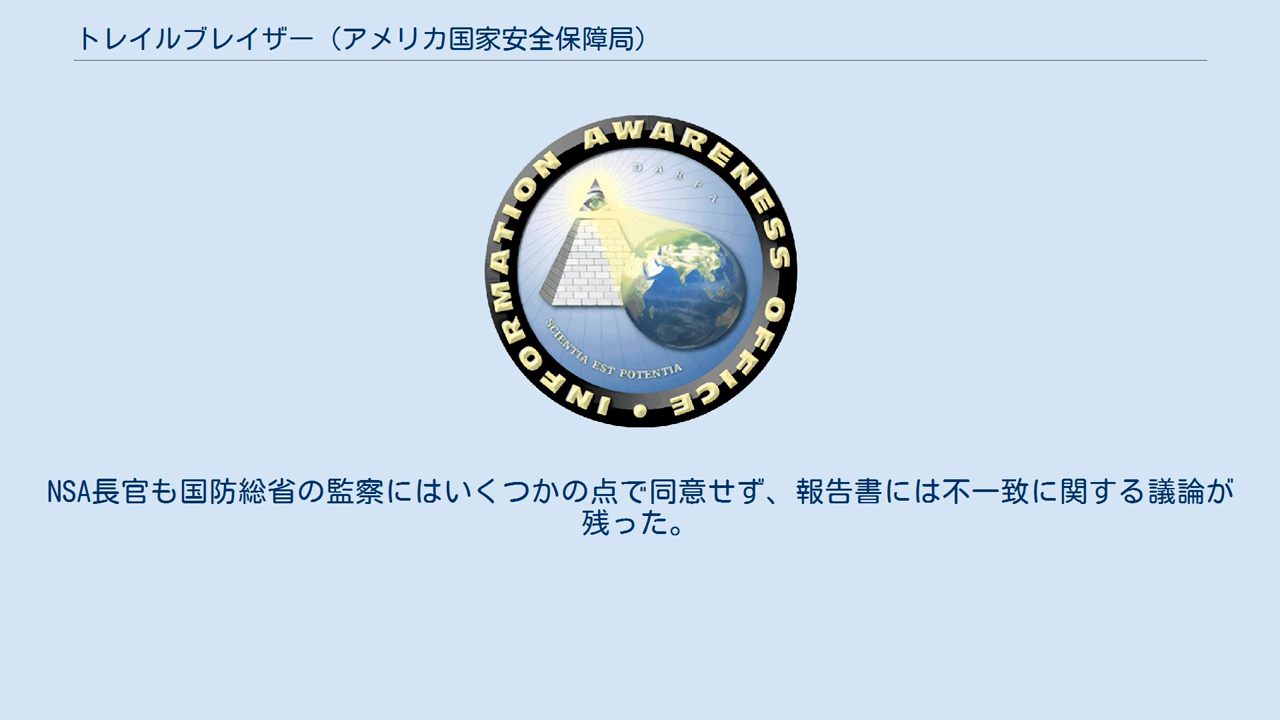 トレイルブレイザー（アメリカ国家安全保障局）
INFORMATION AWARENESS OFFICE •
DARPA
SCIENTIA EST POTENTIA
NSA長官も国防総省の監察にはいくつかの点で同意せず、報告書には不一致に関する議論が
残った。